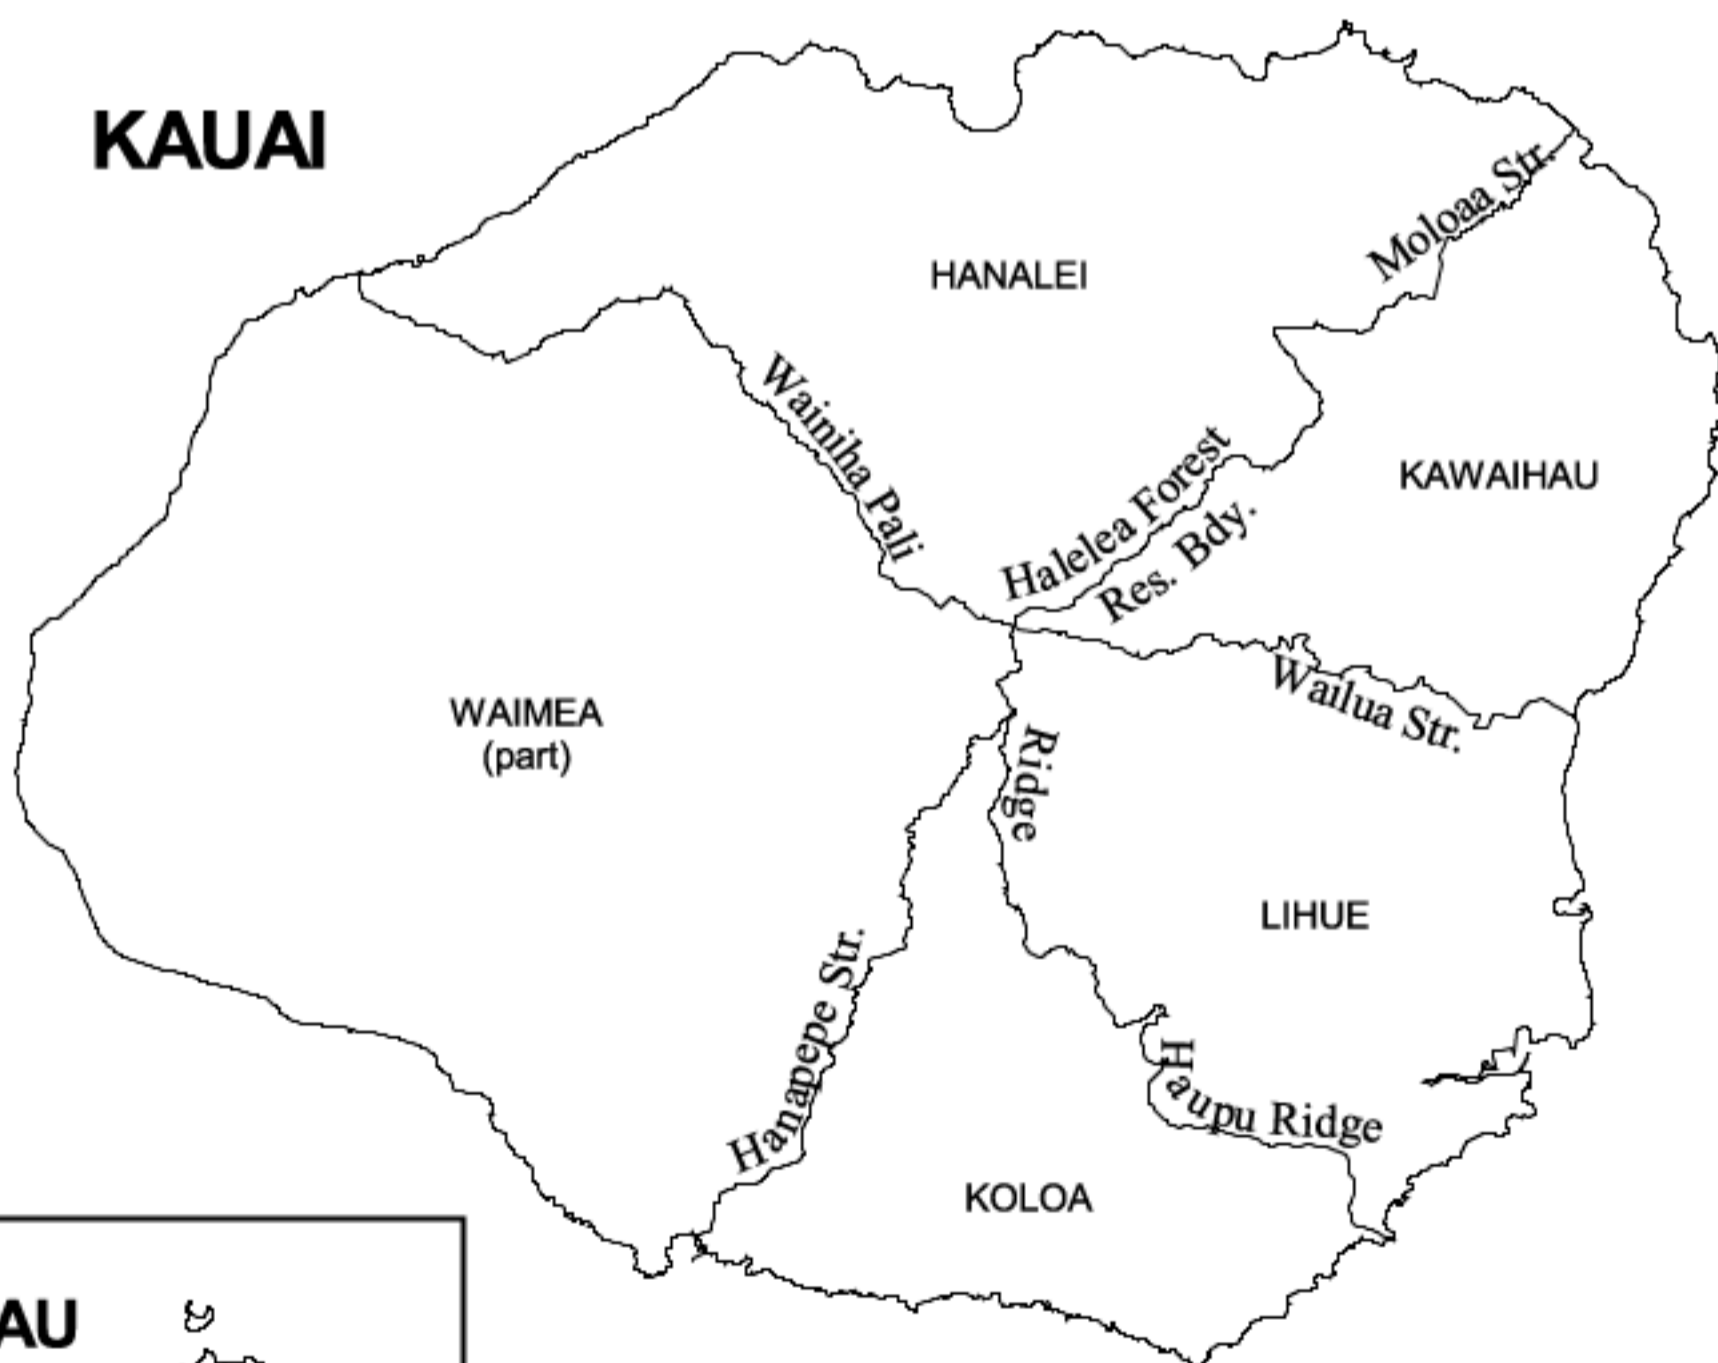 KAUAI
Moloaa Str.
HANALEI
Wainiha Pali
Halelea Forest
Res. Bdy.
KAWAIHAU
WAIMEA
(part)
Wailua Str.
Ridge
LIHUE
Hanapepe Str.
Haupu Ridge
KOLOA
AU